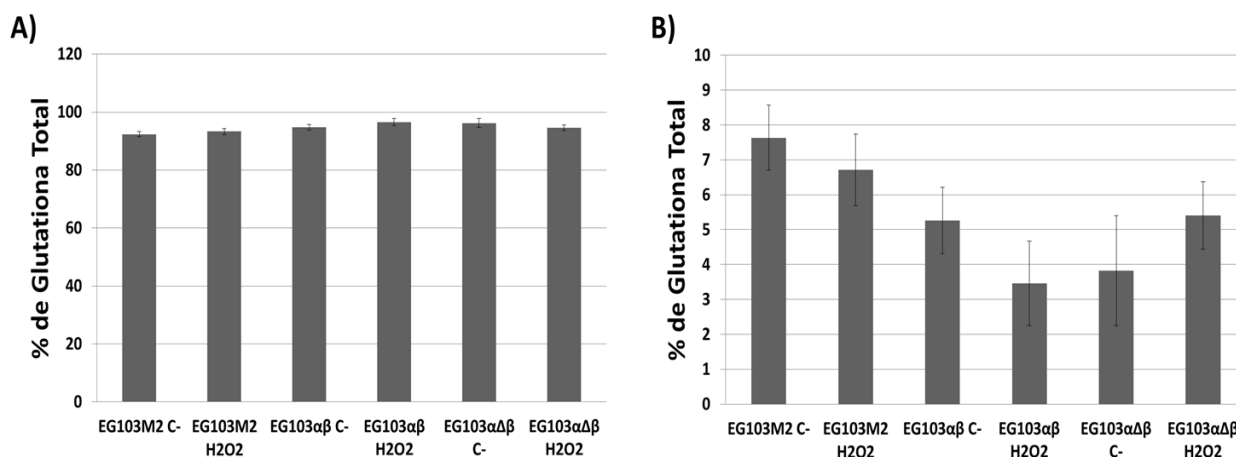 A)
% de Glutationa Total
120
100
80
60
40
20
0
EG103M2 C-
EG103M2
H2O2
EG103αβ C-
EG103αβ
H2O2
EG103αΔβ
C-
EG103αΔβ
H2O2
B)
% de Glutationa Total
10
9
8
7
6
5
4
3
2
1
0
EG103M2 C-
EG103M2
H2O2
EG103αβ C-
EG103αβ
H2O2
EG103αΔβ
C-
EG103αΔβ
H2O2